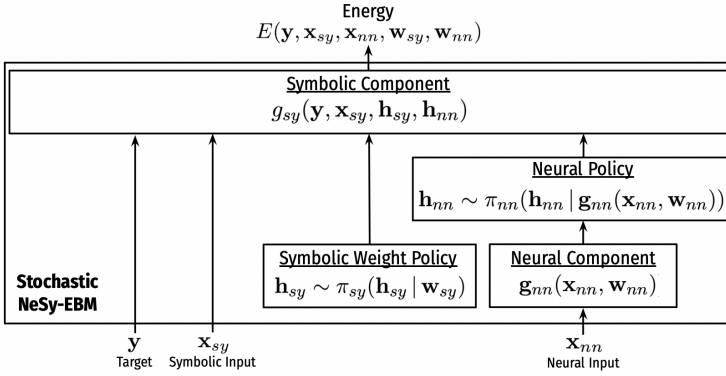 Energy
E(y, x_sy, x_nn, w_sy, w_nn)
Symbolic Component
g_sy(y, x_sy, h_sy, h_nn)
Neural Policy
h_nn ∼ π_nn(h_nn | g_nn(x_nn, w_nn))
Symbolic Weight Policy
h_sy ∼ π_sy(h_sy | w_sy)
Neural Component
g_nn(x_nn, w_nn)
Stochastic
NeSy-EBM
y
Target
x_sy
Symbolic Input
x_nn
Neural Input